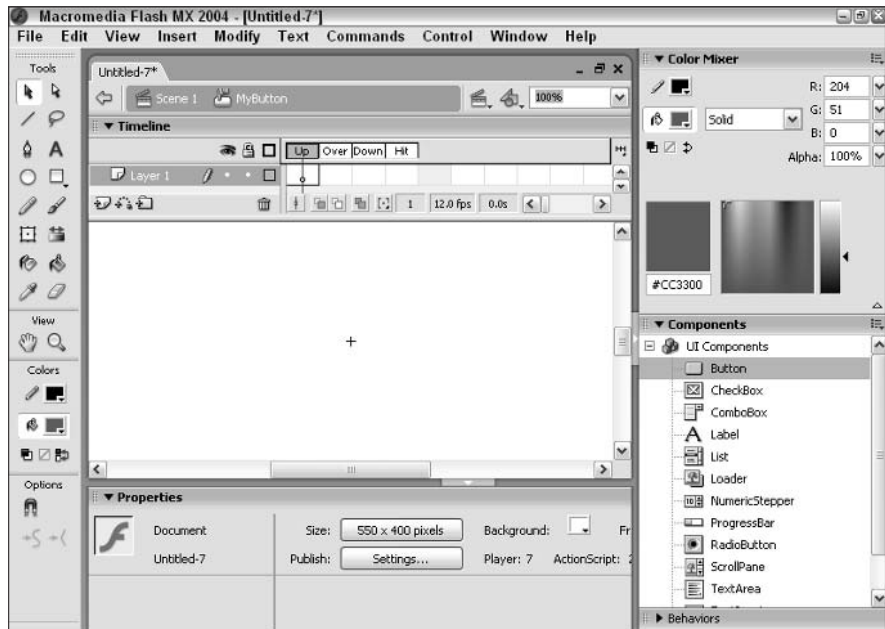 Macromedia Flash MX 2004 - [Untitled-7*]
File Edit View Insert Modify Text Commands Control Window Help
Tools
View
Colors
Options
Untitled-7*
Scene 1 MyButton 100%
Timeline
Up Over Down Hit
Layer 1
1 12.0 fps 0.0s
Properties
Document Size: 550 x 400 pixels Background: Fr
Untitled-7 Publish: Settings... Player: 7 ActionScript: 2
Color Mixer
R: 204
Solid G: 51
B: 0
Alpha: 100%
#CC3300
Components
UI Components
Button
CheckBox
ComboBox
Label
List
Loader
NumericStepper
ProgressBar
RadioButton
ScrollPane
TextArea
Behaviors